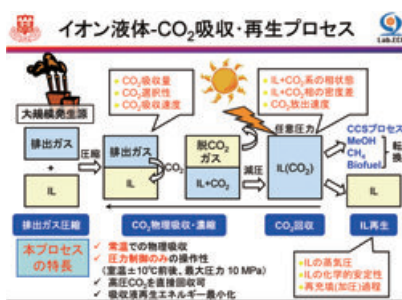 イオン液体-CO₂吸収・再生プロセス
Lab.ECO
大規模発生源
• CO₂吸収量
• CO₂選択性
• CO₂吸収速度
• IL+CO₂系の相状態
• IL+CO₂相の密度差
• CO₂放出速度
排出ガス
+
IL
圧縮
排出ガス
IL
CO₂
脱CO₂
ガス
IL+CO₂
減圧
任意圧力
IL(CO₂)
CCSプロセス
MeOH
CH₄
Biofuel
転換
IL
排出ガス圧縮
CO₂物理吸収・濃縮
CO₂回収
IL再生
本プロセス
の特長
✓ 常温での物理吸収
✓ 圧力制御のみの操作性
(室温±10℃前後、最大圧力 10 MPa)
✓ 高圧CO₂を直接回収可
✓ 吸収液再生エネルギー最小化
• ILの蒸気圧
• ILの化学的安定性
• 再充填(加圧)過程